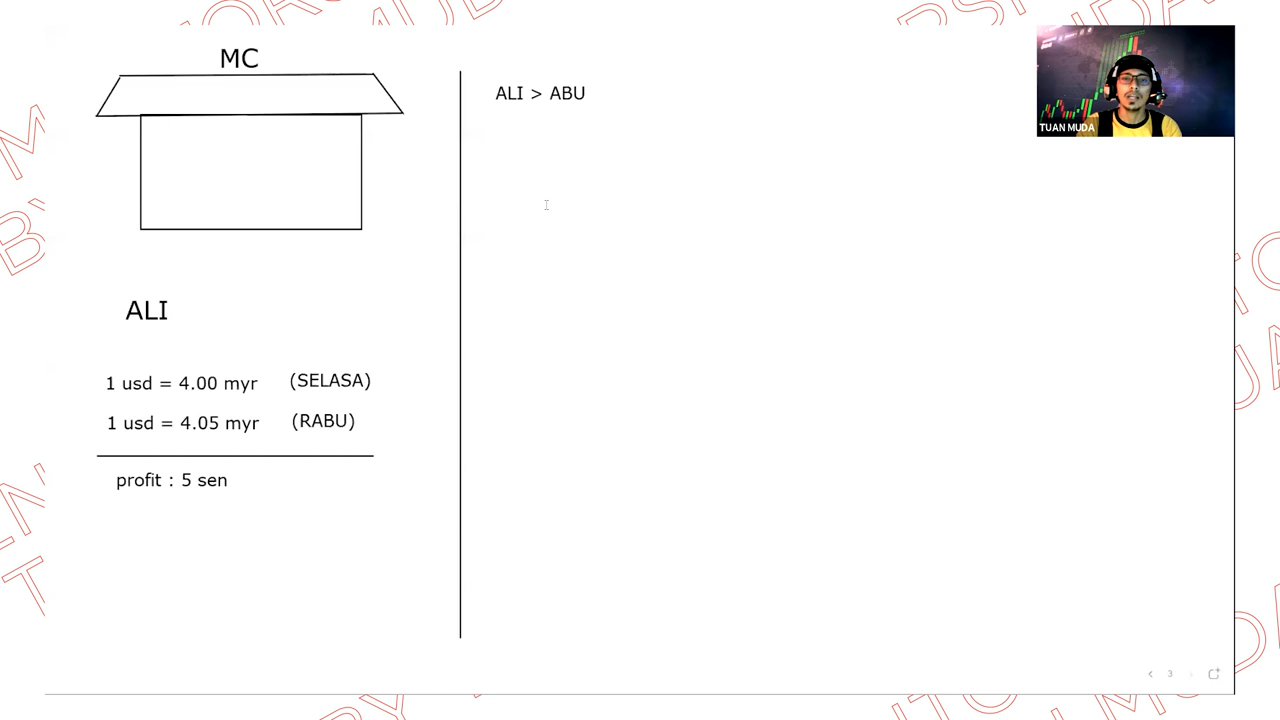 MC
ALI
1 usd = 4.00 myr (SELASA)
1 usd = 4.05 myr (RABU)
profit : 5 sen
ALI > ABU
TUAN MUDA
3